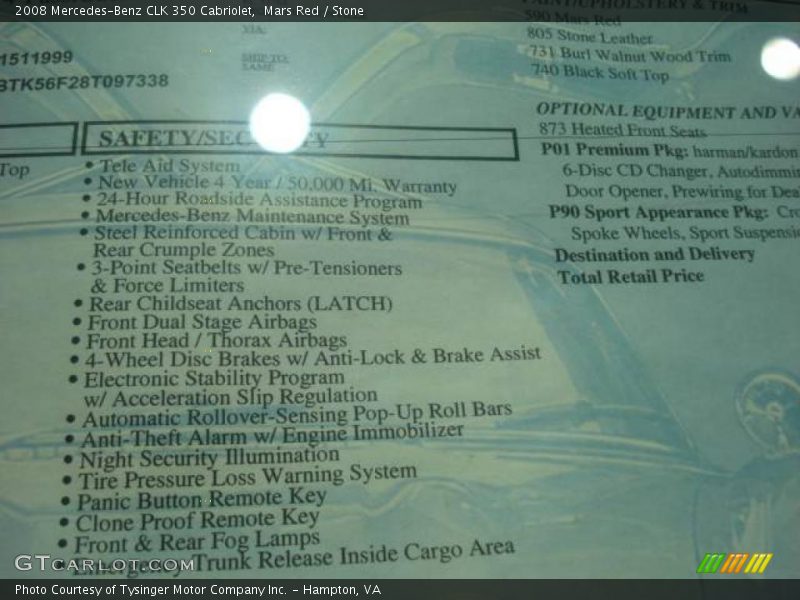 2008 Mercedes-Benz CLK 350 Cabriolet,  Mars Red / Stone
VIA:
SHIP TO:
SAME
1511999
BTK56F28T097338
& TRIM
590 Mars Red
805 Stone Leather
731 Burl Walnut Wood Trim
740 Black Soft Top
Top
SAFETY/SEC
• Tele Aid System
• New Vehicle 4 Year / 50,000 Mi. Warranty
• 24-Hour Roadside Assistance Program
• Mercedes-Benz Maintenance System
• Steel Reinforced Cabin w/ Front &
Rear Crumple Zones
• 3-Point Seatbelts w/ Pre-Tensioners
& Force Limiters
• Rear Childseat Anchors (LATCH)
• Front Dual Stage Airbags
• Front Head / Thorax Airbags
• 4-Wheel Disc Brakes w/ Anti-Lock & Brake Assist
• Electronic Stability Program
w/ Acceleration Slip Regulation
• Automatic Rollover-Sensing Pop-Up Roll Bars
• Anti-Theft Alarm w/ Engine Immobilizer
• Night Security Illumination
• Tire Pressure Loss Warning System
• Panic Button Remote Key
• Clone Proof Remote Key
• Front & Rear Fog Lamps
• Emergency Trunk Release Inside Cargo Area
OPTIONAL EQUIPMENT AND VA
873 Heated Front Seats
P01 Premium Pkg: harman/kardon
6-Disc CD Changer, Autodimmin
Door Opener, Prewiring for Dea
P90 Sport Appearance Pkg: Cro
Spoke Wheels, Sport Suspensio
Destination and Delivery
Total Retail Price
GTCARLOT.COM
Photo Courtesy of Tysinger Motor Company Inc. - Hampton, VA